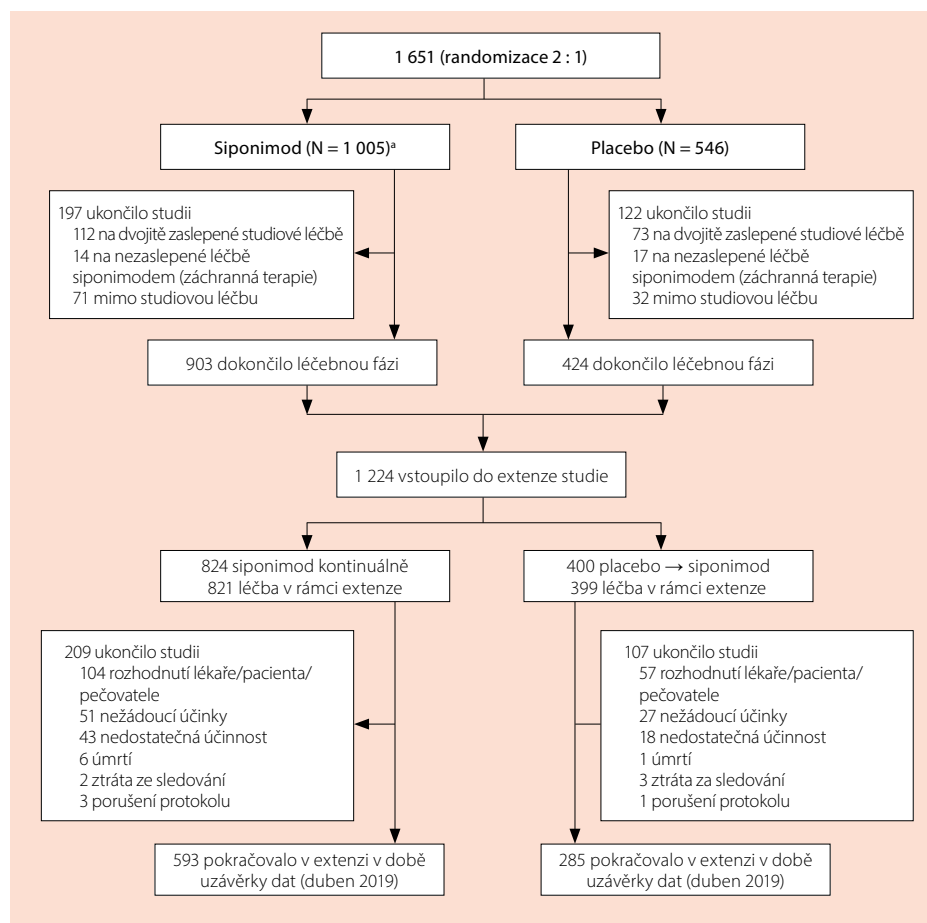 1 651 (randomizace 2 : 1)
Siponimod (N = 1 005)ᵃ
Placebo (N = 546)
197 ukončilo studii
112 na dvojitě zaslepené studiové léčbě
14 na nezaslepené léčbě
siponimodem (záchranná terapie)
71 mimo studiovou léčbu
122 ukončilo studii
73 na dvojitě zaslepené studiové léčbě
17 na nezaslepené léčbě
siponimodem (záchranná terapie)
32 mimo studiovou léčbu
903 dokončilo léčebnou fázi
424 dokončilo léčebnou fázi
1 224 vstoupilo do extenze studie
824 siponimod kontinuálně
821 léčba v rámci extenze
400 placebo → siponimod
399 léčba v rámci extenze
209 ukončilo studii
104 rozhodnutí lékaře/pacienta/
pečovatele
51 nežádoucí účinky
43 nedostatečná účinnost
6 úmrtí
2 ztráta ze sledování
3 porušení protokolu
107 ukončilo studii
57 rozhodnutí lékaře/pacienta/
pečovatele
27 nežádoucí účinky
18 nedostatečná účinnost
1 úmrtí
3 ztráta za sledování
1 porušení protokolu
593 pokračovalo v extenzi v době
uzávěrky dat (duben 2019)
285 pokračovalo v extenzi v době
uzávěrky dat (duben 2019)